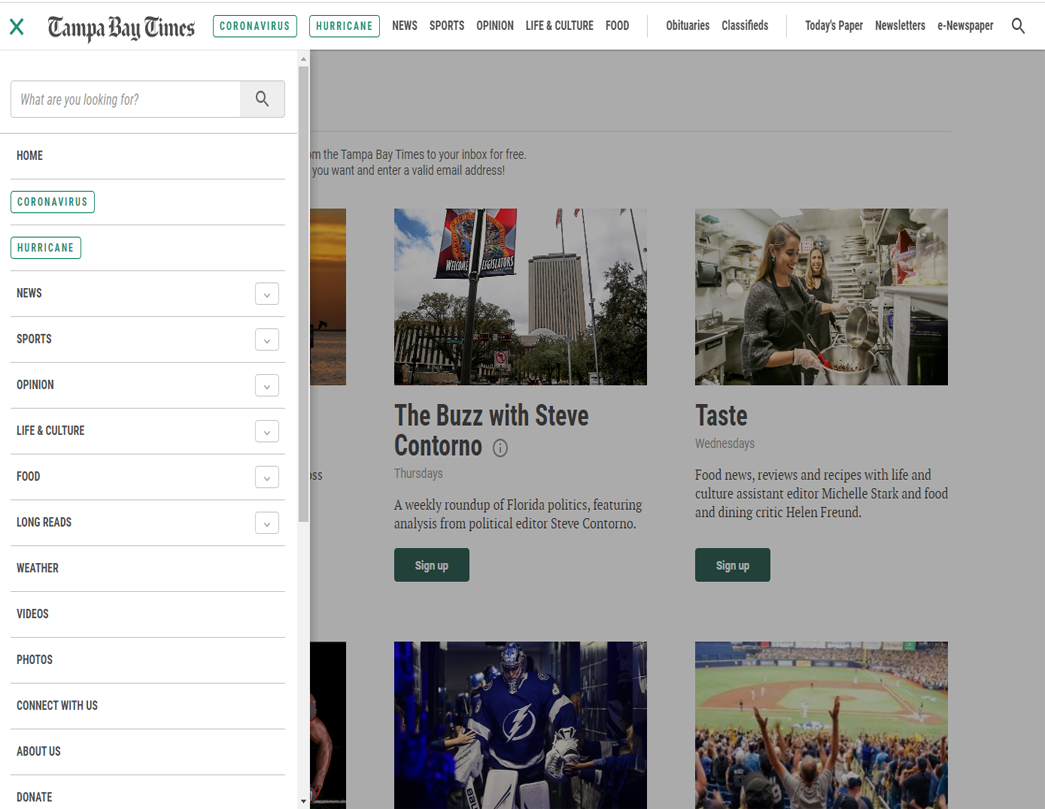 Tampa Bay Times
CORONAVIRUS
HURRICANE
NEWS
SPORTS
OPINION
LIFE & CULTURE
FOOD
Obituaries
Classifieds
Today's Paper
Newsletters
e-Newspaper
What are you looking for?
HOME
CORONAVIRUS
HURRICANE
NEWS
SPORTS
OPINION
LIFE & CULTURE
FOOD
LONG READS
WEATHER
VIDEOS
PHOTOS
CONNECT WITH US
ABOUT US
DONATE
the Tampa Bay Times to your inbox for free.
you want and enter a valid email address!
WELCOME LEGISLATORS
The Buzz with Steve
Contorno
Thursdays
A weekly roundup of Florida politics, featuring
analysis from political editor Steve Contorno.
Sign up
Taste
Wednesdays
Food news, reviews and recipes with life and
culture assistant editor Michelle Stark and food
and dining critic Helen Freund.
Sign up